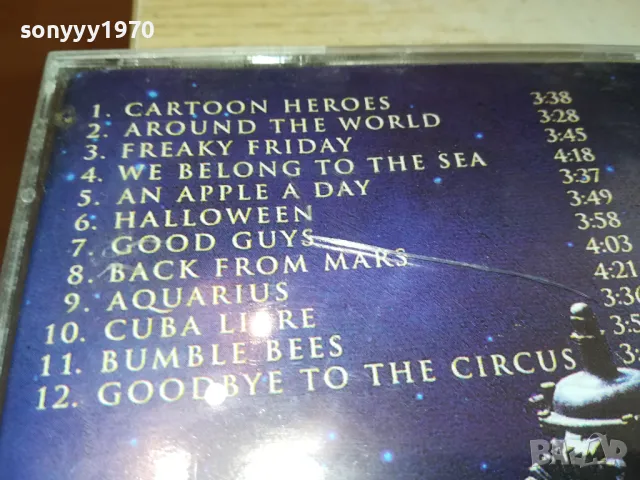 sonyyy1970
1. CARTOON HEROES 3:38
2. AROUND THE WORLD 3:28
3. FREAKY FRIDAY 3:45
4. WE BELONG TO THE SEA 4:18
5. AN APPLE A DAY 3:37
6. HALLOWEEN 3:49
7. GOOD GUYS 3:58
8. BACK FROM MARS 4:03
9. AQUARIUS 4:21
10. CUBA LIBRE 3:36
11. BUMBLE BEES
12. GOODBYE TO THE CIRCUS
BAZAR